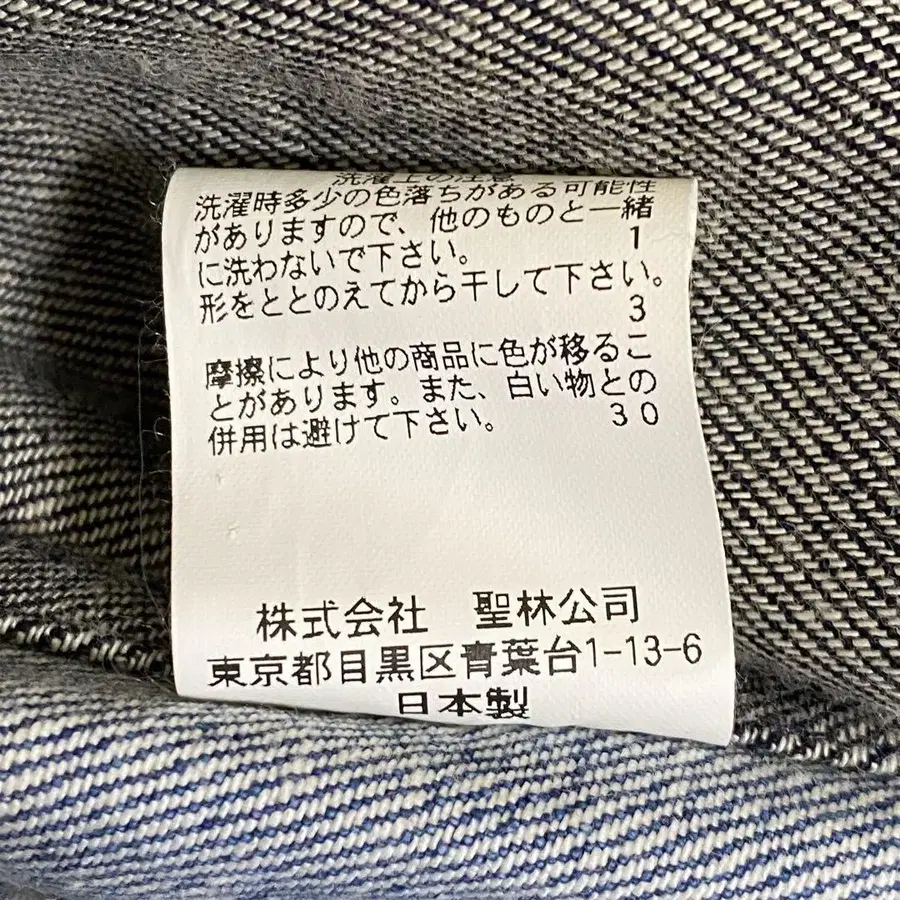 洗濯上の注意
洗濯時多少の色落ちがある可能性
がありますので、他のものと一緒
に洗わないで下さい。 1
形をととのえてから干して下さい。
3
摩擦により他の商品に色が移るこ
とがあります。また、白い物との
併用は避けて下さい。 30
株式会社 聖林公司
東京都目黒区青葉台1-13-6
日本製